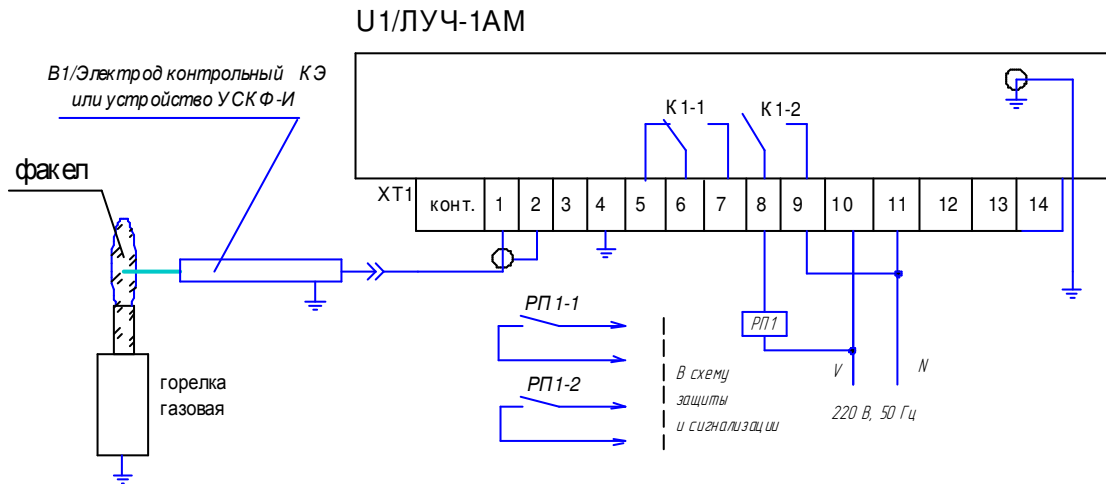 U1/ЛУЧ-1АМ
В1/Электрод контрольный КЭ
или устройство УСКФ-И
факел
К1-1
К1-2
XT1
конт.
1
2
3
4
5
6
7
8
9
10
11
12
13
14
РП1-1
РП1-2
РП1
В схему
защиты
и сигнализации
V
N
220 В, 50 Гц
горелка
газовая